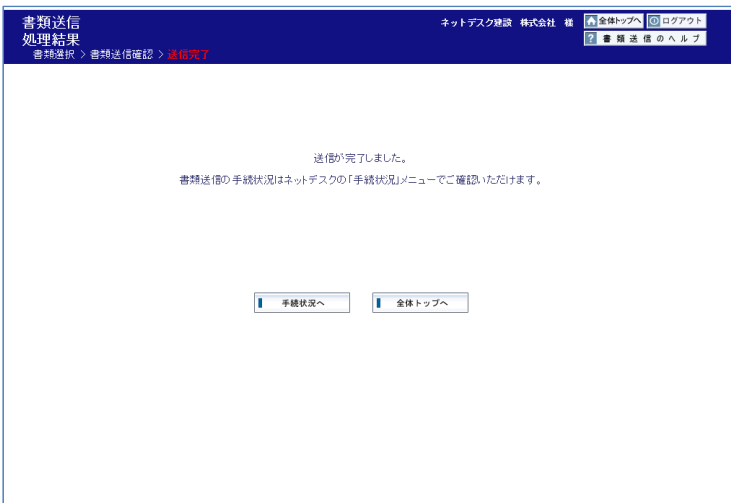 書類送信
処理結果
書類選択 > 書類送信確認 > 送信完了
ネットデスク建設 株式会社 様
全体トップへ
ログアウト
? 書類送信のヘルプ
送信が完了しました。
書類送信の手続状況はネットデスクの「手続状況」メニューでご確認いただけます。
手続状況へ
全体トップへ